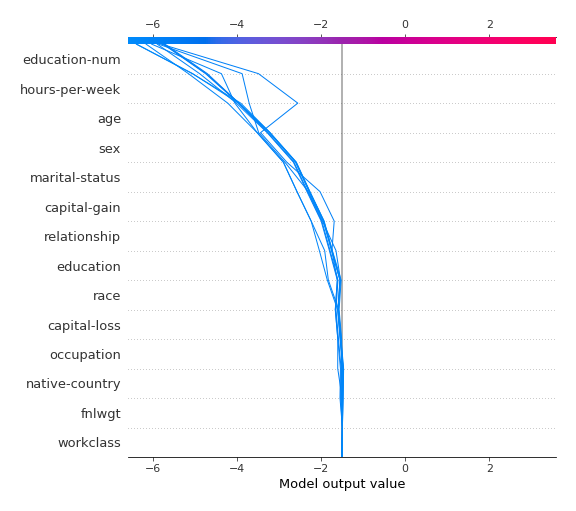 −6 −4 −2 0 2
education-num
hours-per-week
age
sex
marital-status
capital-gain
relationship
education
race
capital-loss
occupation
native-country
fnlwgt
workclass
−6 −4 −2 0 2
Model output value